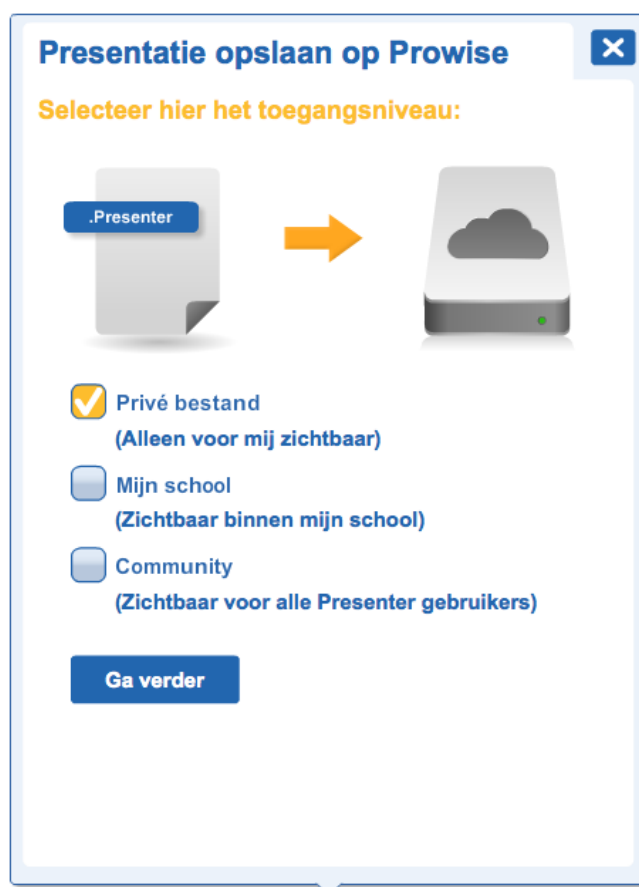 Presentatie opslaan op Prowise
Selecteer hier het toegangsniveau:
.Presenter
Privé bestand
(Alleen voor mij zichtbaar)
Mijn school
(Zichtbaar binnen mijn school)
Community
(Zichtbaar voor alle Presenter gebruikers)
Ga verder